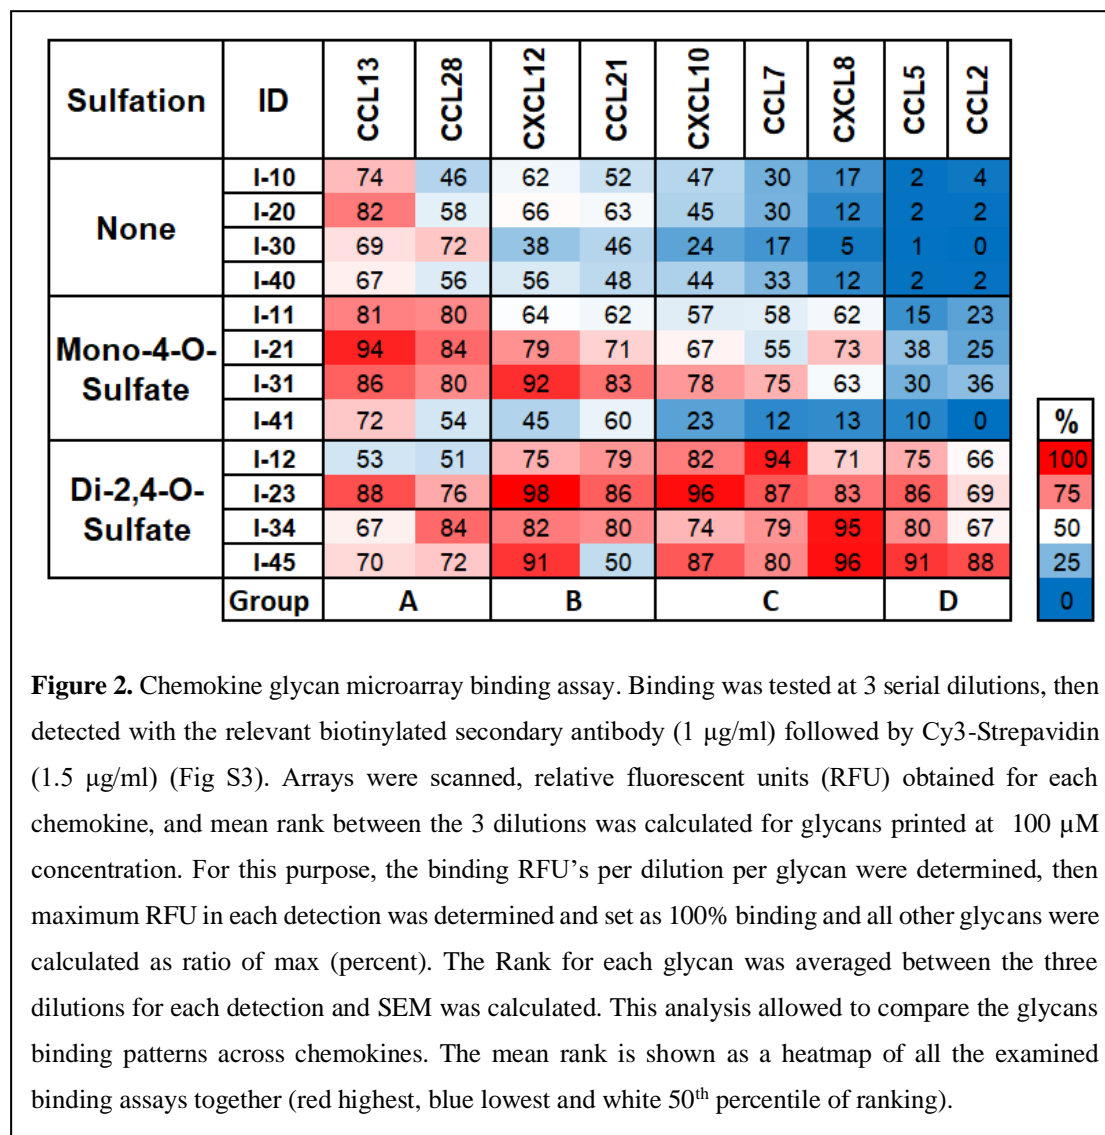 Sulfation ID CCL13 CCL28 CXCL12 CCL21 CXCL10 CCL7 CXCL8 CCL5 CCL2
None
I-10 74 46 62 52 47 30 17 2 4
I-20 82 58 66 63 45 30 12 2 2
I-30 69 72 38 46 24 17 5 1 0
I-40 67 56 56 48 44 33 12 2 2
Mono-4-O-
Sulfate
I-11 81 80 64 62 57 58 62 15 23
I-21 94 84 79 71 67 55 73 38 25
I-31 86 80 92 83 78 75 63 30 36
I-41 72 54 45 60 23 12 13 10 0
Di-2,4-O-
Sulfate
I-12 53 51 75 79 82 94 71 75 66
I-23 88 76 98 86 96 87 83 86 69
I-34 67 84 82 80 74 79 95 80 67
I-45 70 72 91 50 87 80 96 91 88
Group A B C D
%
100
75
50
25
0
Figure 2. Chemokine glycan microarray binding assay. Binding was tested at 3 serial dilutions, then
detected with the relevant biotinylated secondary antibody (1 μg/ml) followed by Cy3-Strepavidin
(1.5 μg/ml) (Fig S3). Arrays were scanned, relative fluorescent units (RFU) obtained for each
chemokine, and mean rank between the 3 dilutions was calculated for glycans printed at 100 μM
concentration. For this purpose, the binding RFU's per dilution per glycan were determined, then
maximum RFU in each detection was determined and set as 100% binding and all other glycans were
calculated as ratio of max (percent). The Rank for each glycan was averaged between the three
dilutions for each detection and SEM was calculated. This analysis allowed to compare the glycans
binding patterns across chemokines. The mean rank is shown as a heatmap of all the examined
binding assays together (red highest, blue lowest and white 50th percentile of ranking).